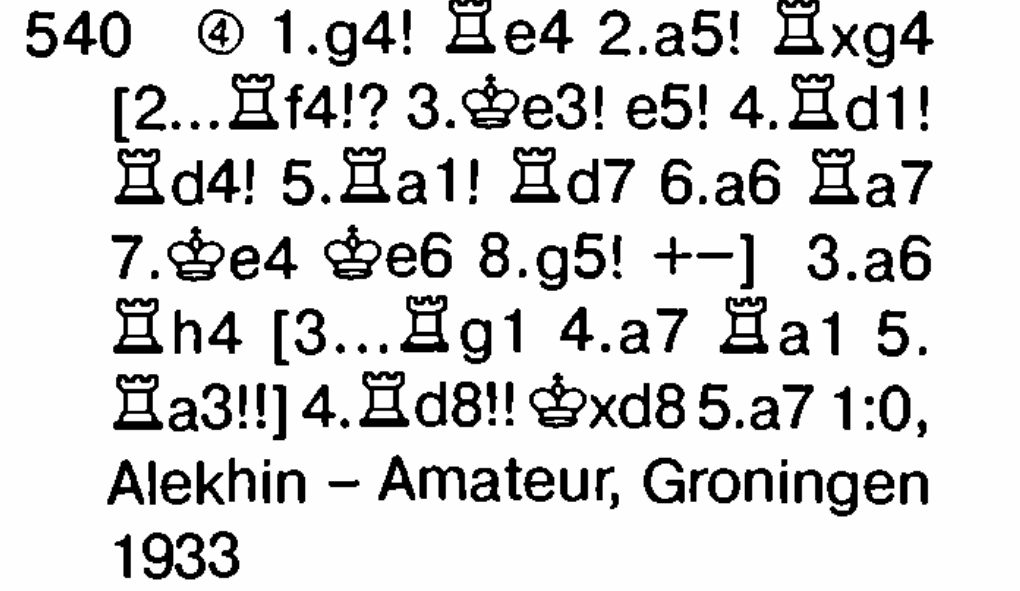 540 ④ 1.g4! ♖e4 2.a5! ♖xg4
[2...♖f4!? 3.♔e3! e5! 4.♖d1!
♖d4! 5.♖a1! ♖d7 6.a6 ♖a7
7.♔e4 ♔e6 8.g5! +−] 3.a6
♖h4 [3...♖g1 4.a7 ♖a1 5.
♖a3!!] 4.♖d8!! ♔xd8 5.a7 1:0,
Alekhin – Amateur, Groningen
1933